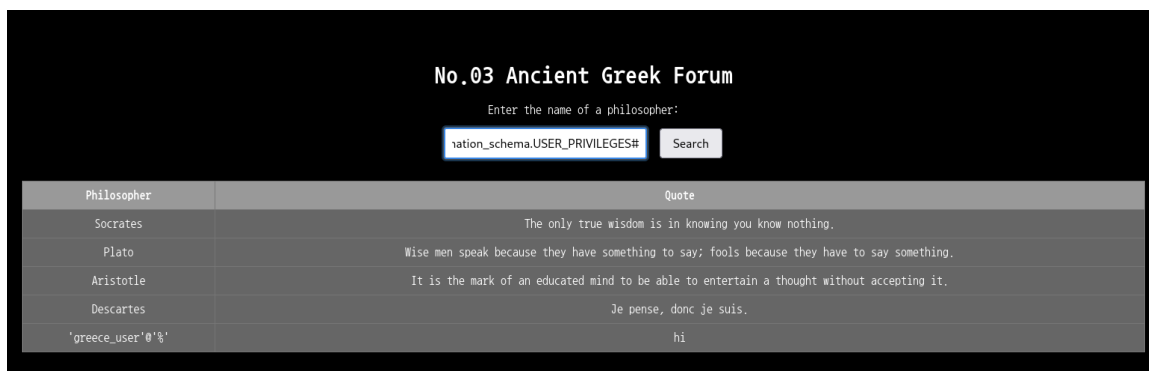 No.03 Ancient Greek Forum
Enter the name of a philosopher:
nation_schema.USER_PRIVILEGES# Search
Philosopher Quote
Socrates The only true wisdom is in knowing you know nothing.
Plato Wise men speak because they have something to say; fools because they have to say something.
Aristotle It is the mark of an educated mind to be able to entertain a thought without accepting it.
Descartes Je pense, donc je suis.
'greece_user'@'%' hi